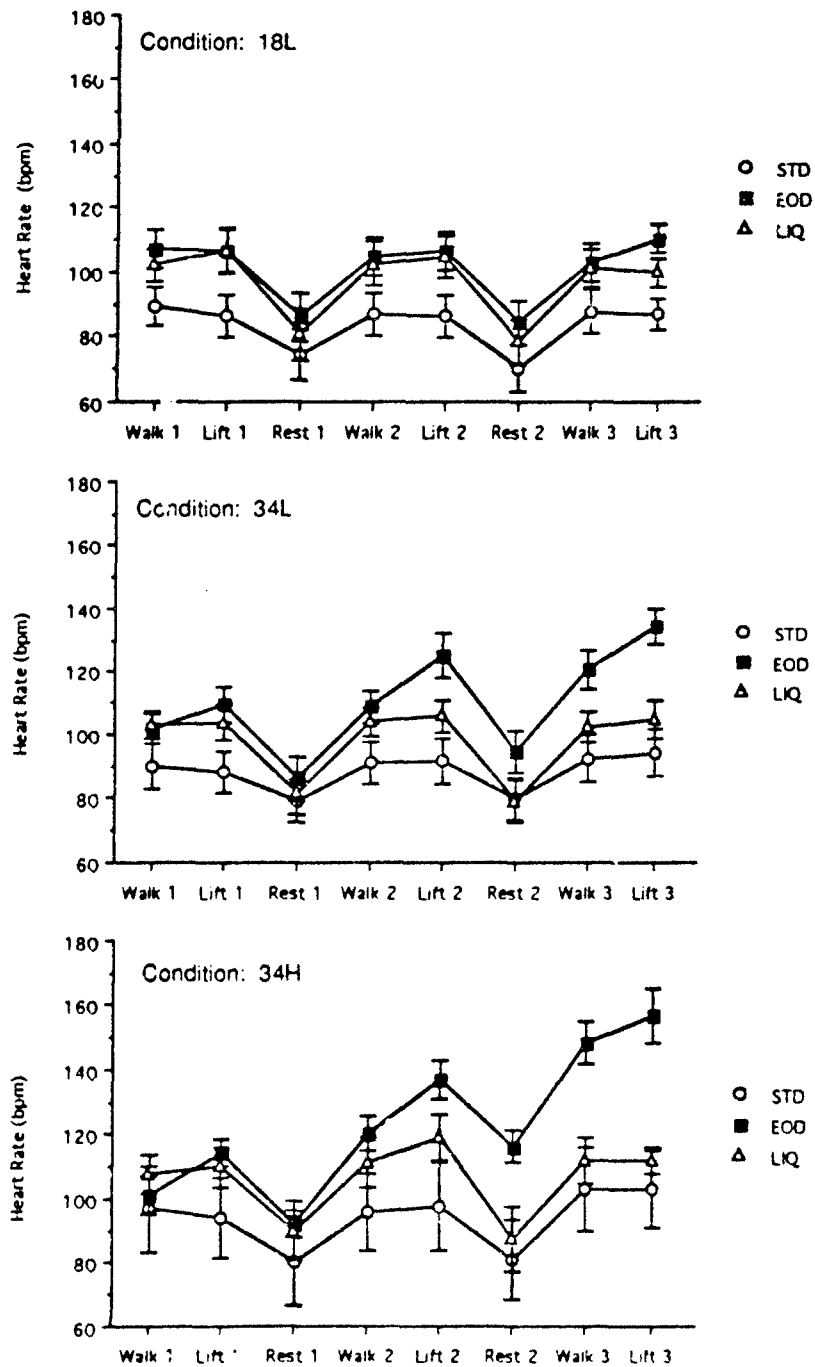 180
Condition: 18L
160
140
120
100
80
60
Heart Rate (bpm)
STD
EOD
LIQ
Walk 1 Lift 1 Rest 1 Walk 2 Lift 2 Rest 2 Walk 3 Lift 3
180
Condition: 34L
160
140
120
100
80
60
Heart Rate (bpm)
STD
EOD
LIQ
Walk 1 Lift 1 Rest 1 Walk 2 Lift 2 Rest 2 Walk 3 Lift 3
180
Condition: 34H
160
140
120
100
80
60
Heart Rate (bpm)
STD
EOD
LIQ
Walk 1 Lift 1 Rest 1 Walk 2 Lift 2 Rest 2 Walk 3 Lift 3